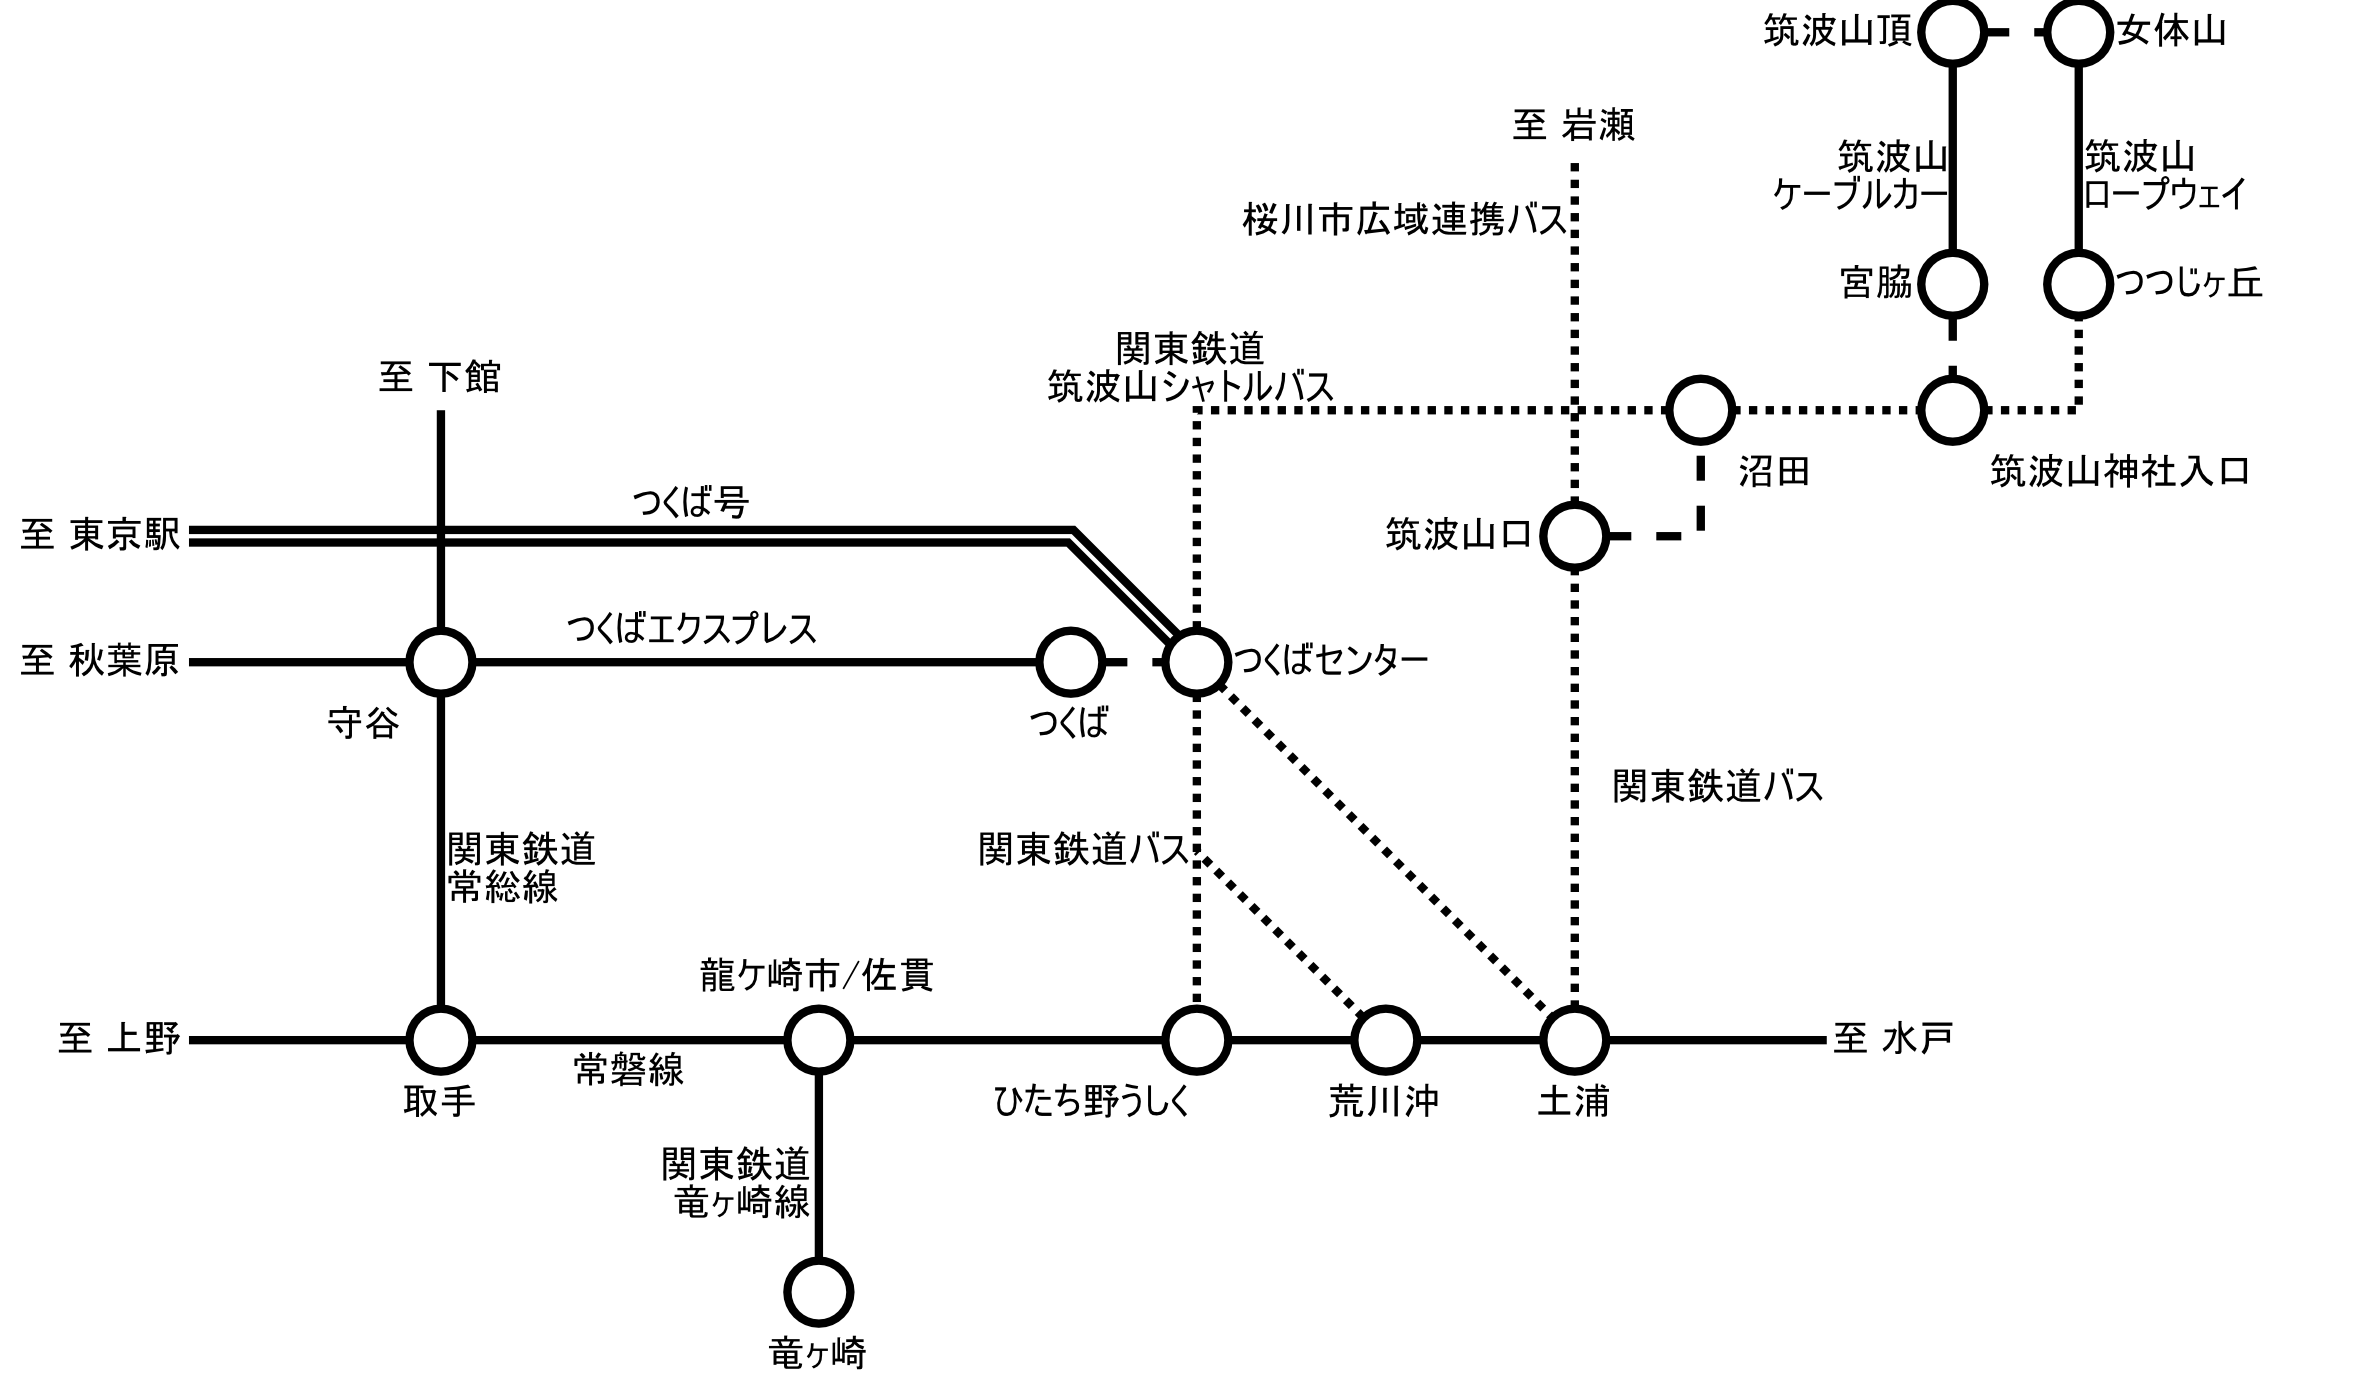 筑波山頂
女体山
至 岩瀬
筑波山
ケーブルカー
筑波山
ロープウェイ
桜川市広域連携バス
宮脇
つつじヶ丘
関東鉄道
筑波山シャトルバス
至 下館
沼田
筑波山神社入口
つくば号
至 東京駅
筑波山口
つくばエクスプレス
至 秋葉原
つくばセンター
守谷
つくば
関東鉄道バス
関東鉄道
常総線
関東鉄道バス
龍ケ崎市/佐貫
至 上野
至 水戸
常磐線
取手
ひたち野うしく
荒川沖
土浦
関東鉄道
竜ヶ崎線
竜ヶ崎